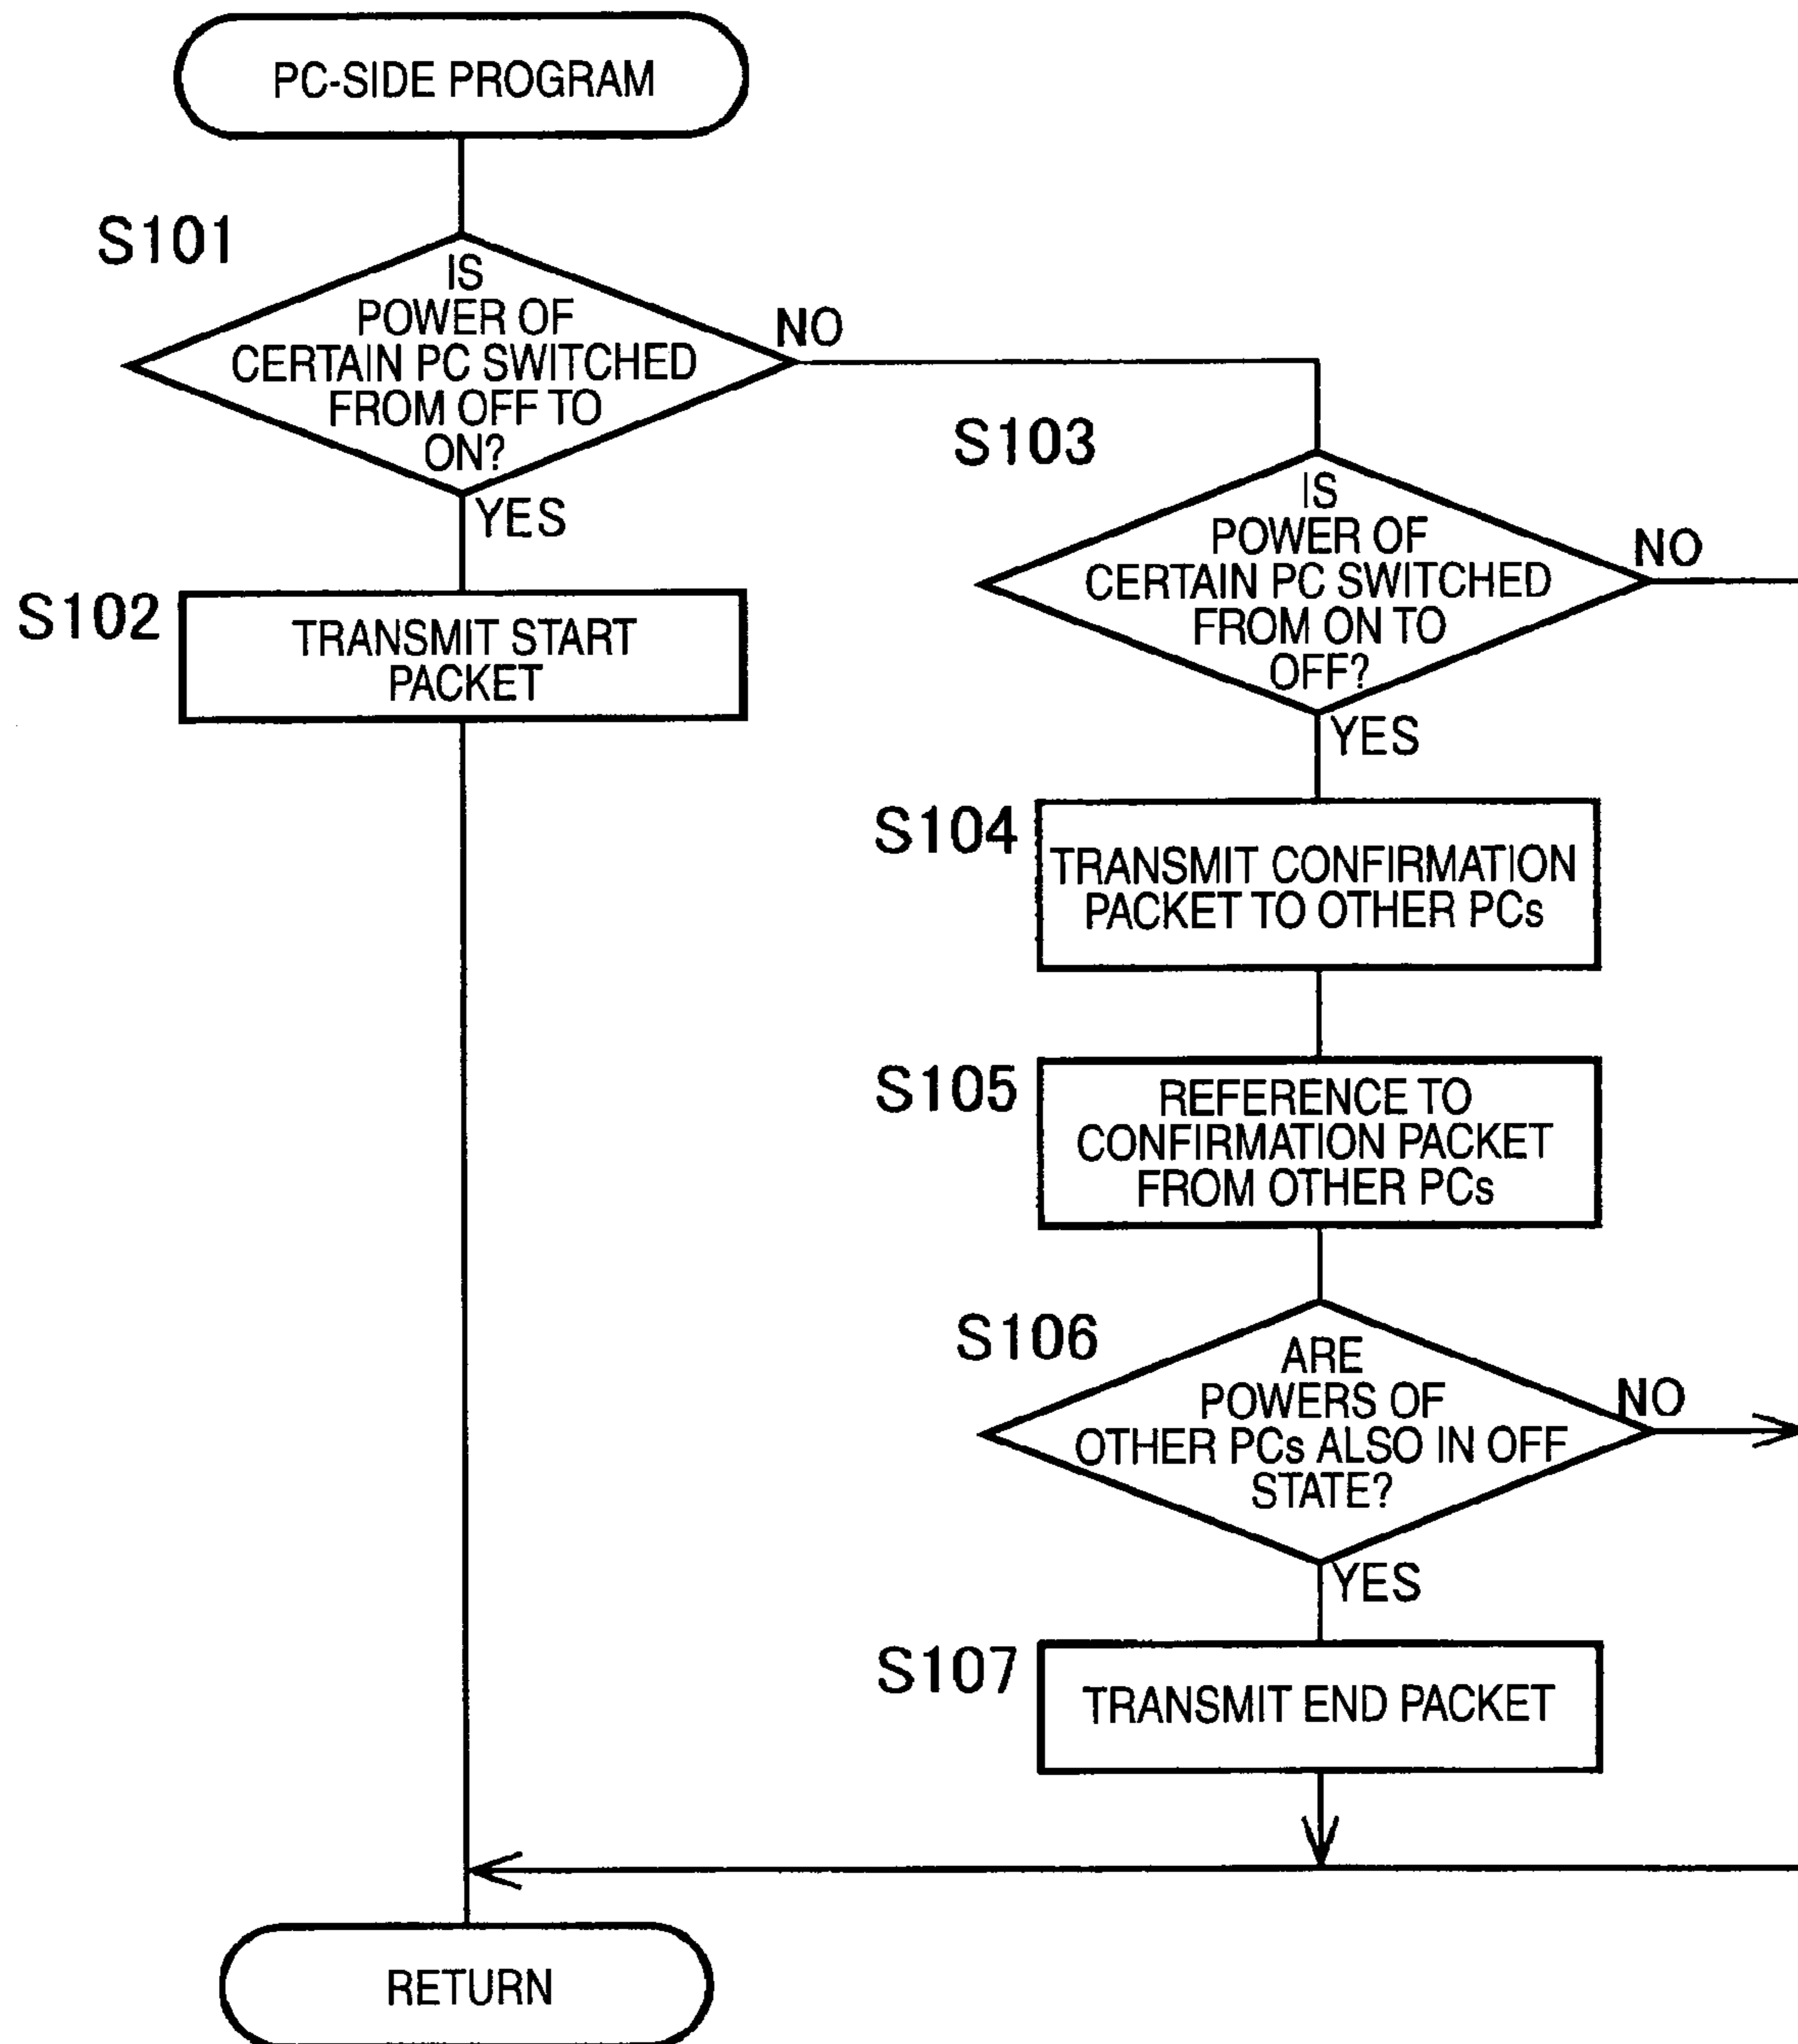 PC-SIDE PROGRAM
S101
IS
POWER OF
CERTAIN PC SWITCHED
FROM OFF TO
ON?
NO
YES
S102
TRANSMIT START
PACKET
S103
IS
POWER OF
CERTAIN PC SWITCHED
FROM ON TO
OFF?
NO
YES
S104
TRANSMIT CONFIRMATION
PACKET TO OTHER PCs
S105
REFERENCE TO
CONFIRMATION PACKET
FROM OTHER PCs
S106
ARE
POWERS OF
OTHER PCs ALSO IN OFF
STATE?
NO
YES
S107
TRANSMIT END PACKET
RETURN